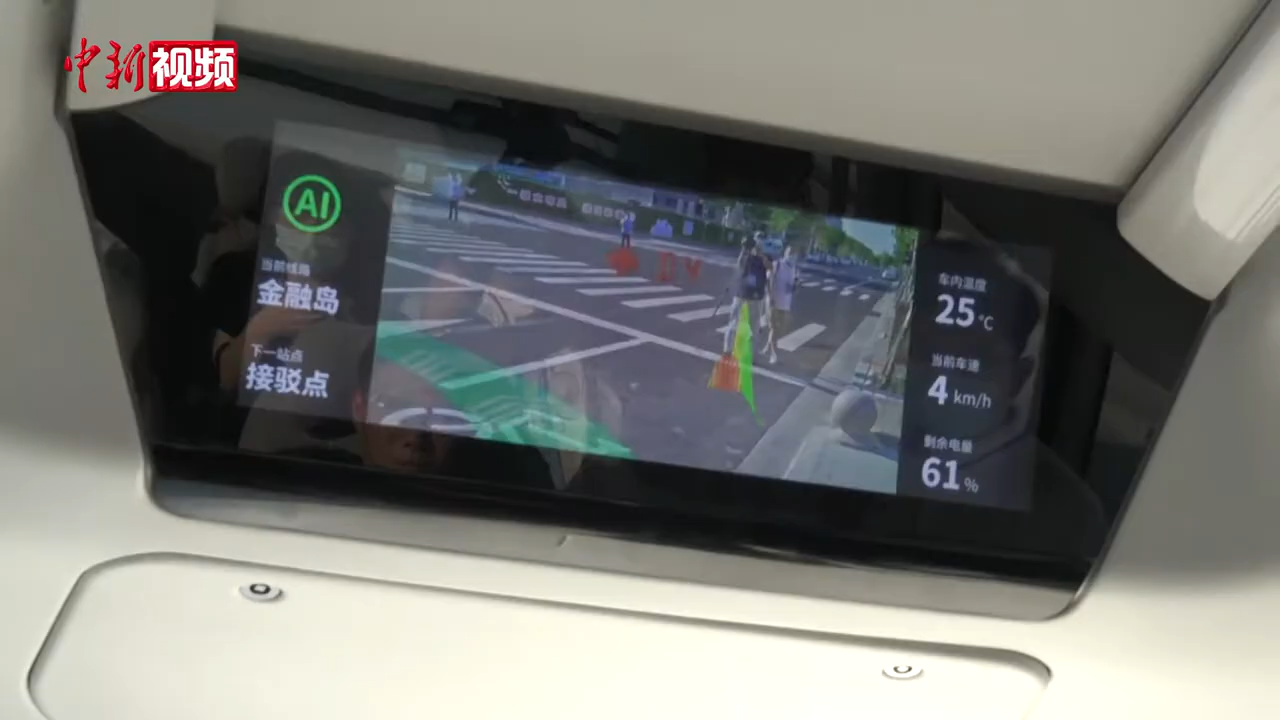 中新视频
AI
当前线路
金融岛
下一站点
接驳点
车内温度
25 °C
当前车速
4 km/h
剩余电量
61 %